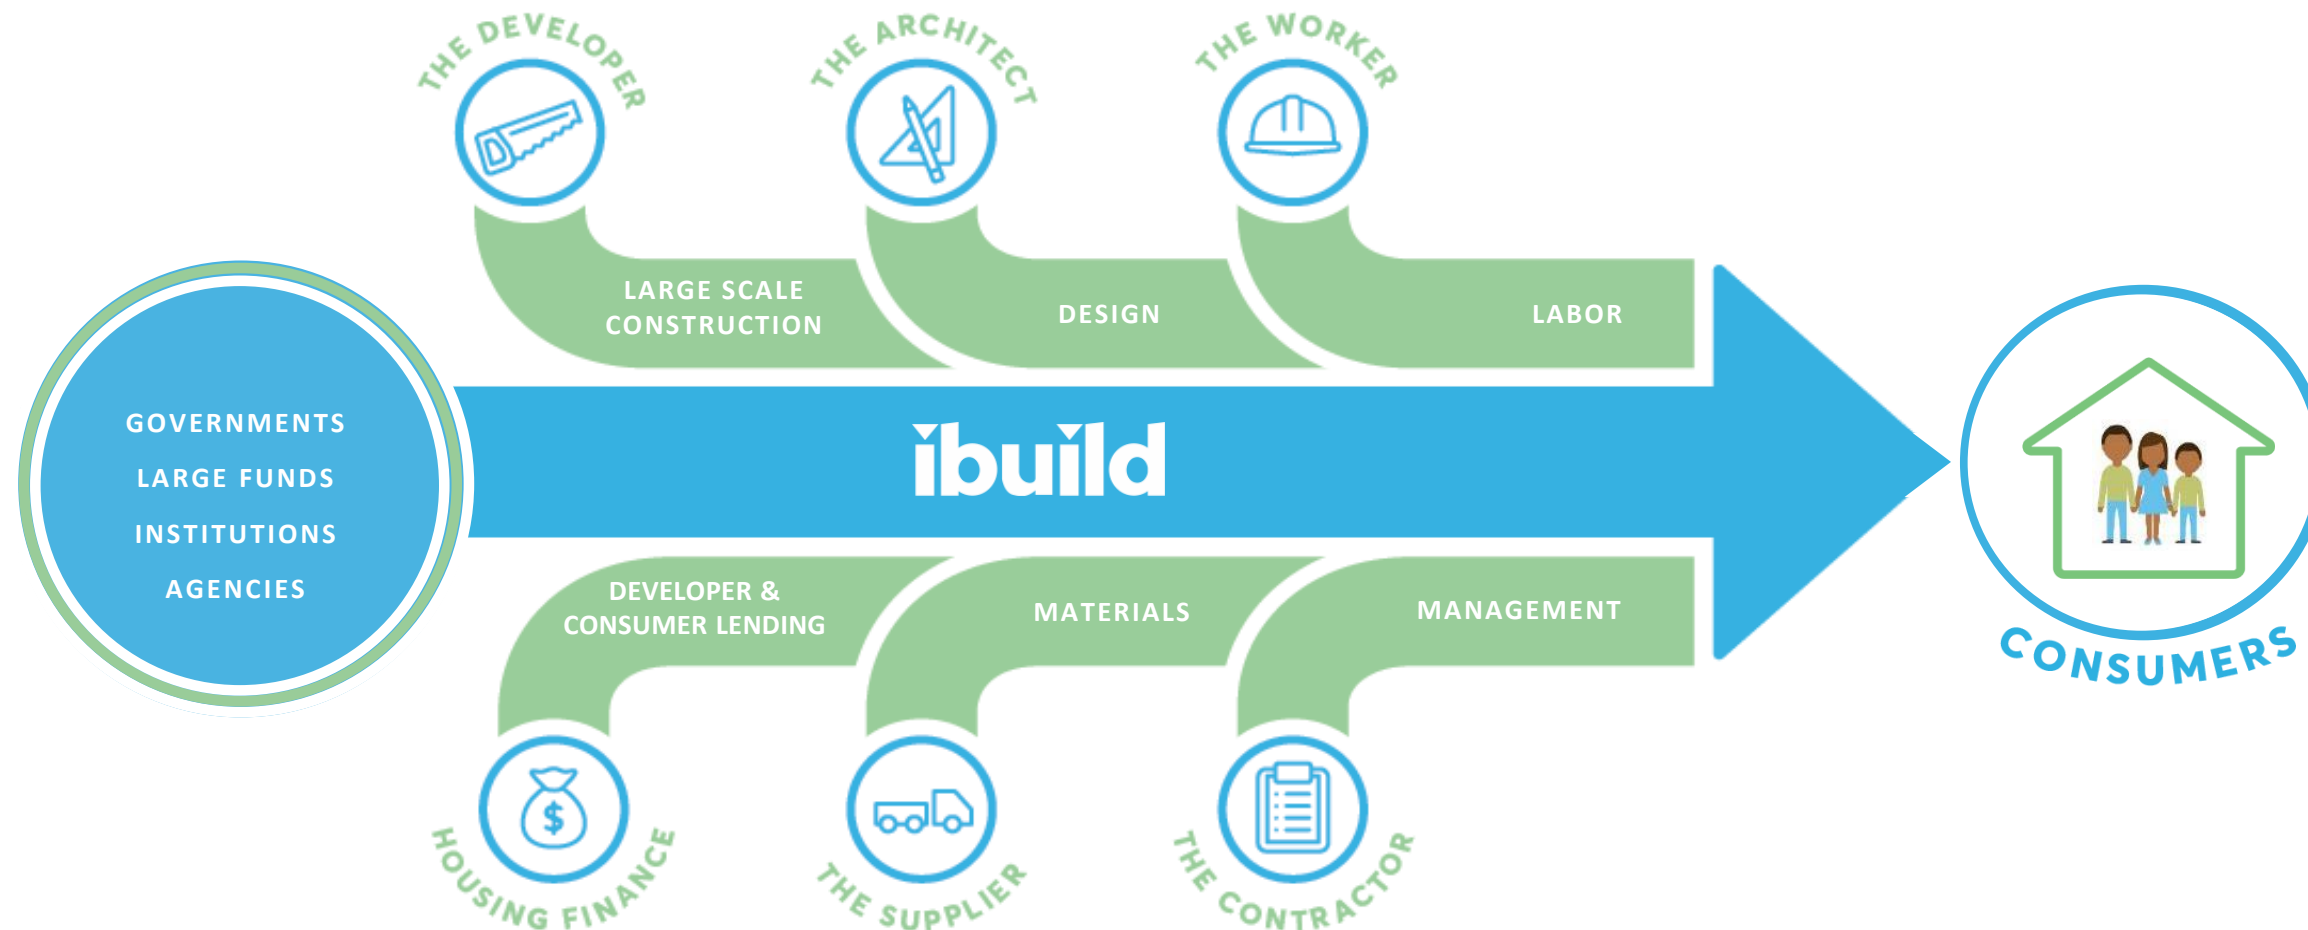 THE DEVELOPER
THE ARCHITECT
THE WORKER
LARGE SCALE
CONSTRUCTION
DESIGN
LABOR
GOVERNMENTS
LARGE FUNDS
INSTITUTIONS
AGENCIES
ibuild
DEVELOPER &
CONSUMER LENDING
MATERIALS
MANAGEMENT
CONSUMERS
$
HOUSING FINANCE
THE SUPPLIER
THE CONTRACTOR